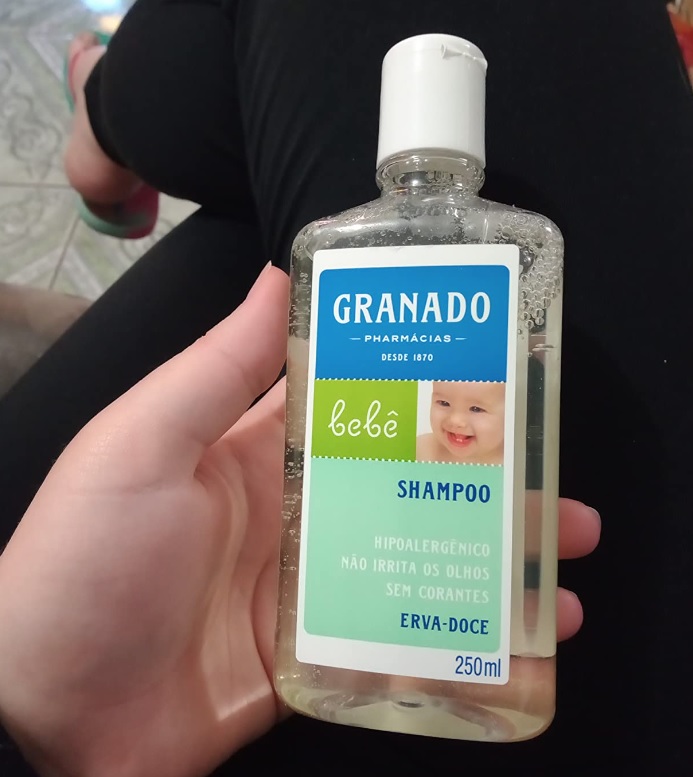 GRANADO
PHARMÁCIAS
DESDE 1870
bebê
SHAMPOO
HIPOALERGÊNICO
NÃO IRRITA OS OLHOS
SEM CORANTES
ERVA-DOCE
250ml